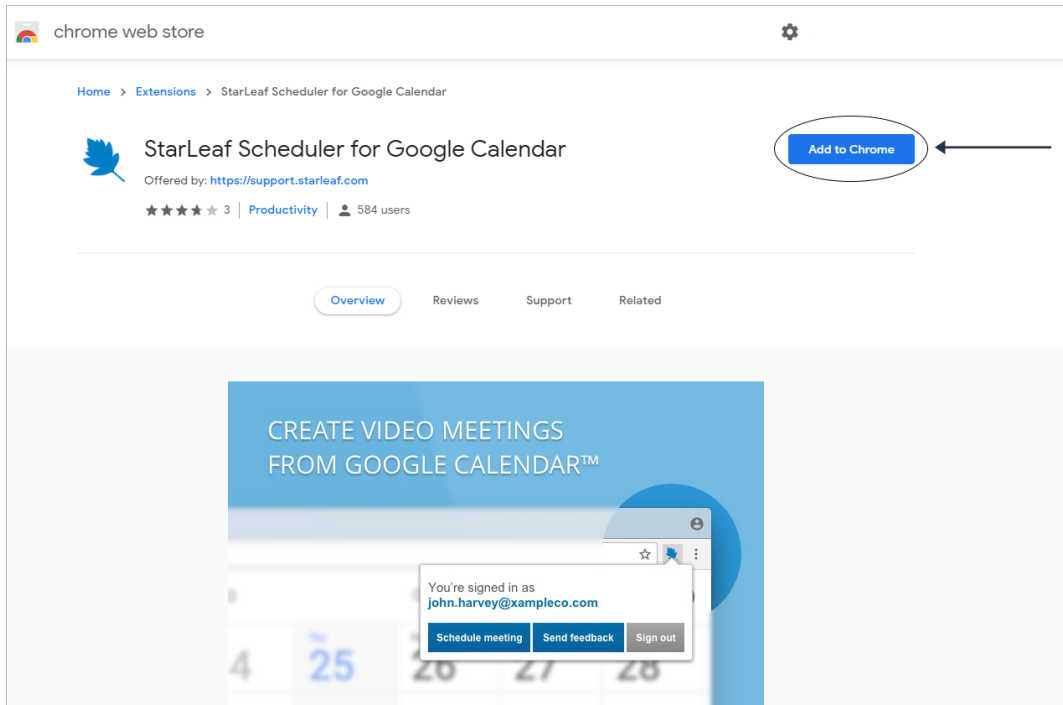 chrome web store
Home > Extensions > StarLeaf Scheduler for Google Calendar
StarLeaf Scheduler for Google Calendar
Add to Chrome
Offered by: https://support.starleaf.com
3 | Productivity | 584 users
Overview Reviews Support Related
CREATE VIDEO MEETINGS
FROM GOOGLE CALENDAR™
You're signed in as
john.harvey@xampleco.com
Schedule meeting Send feedback Sign out
4 25 26 27 28